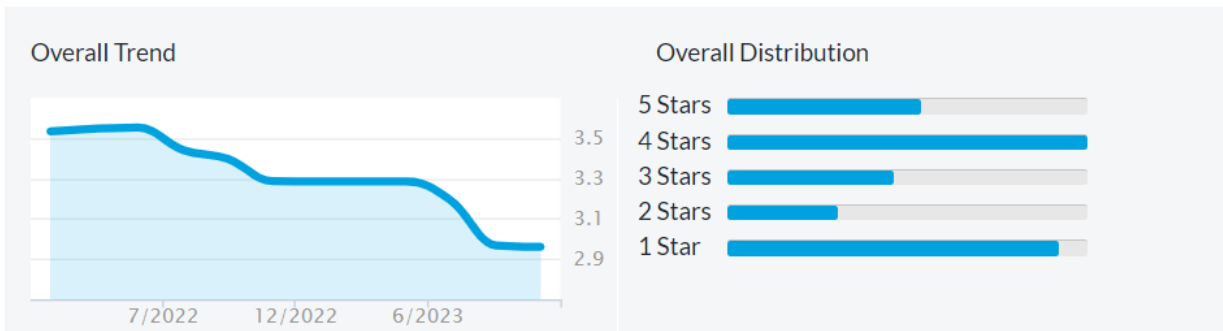 Overall Trend
3.5
3.3
3.1
2.9
7/2022 12/2022 6/2023
Overall Distribution
5 Stars
4 Stars
3 Stars
2 Stars
1 Star